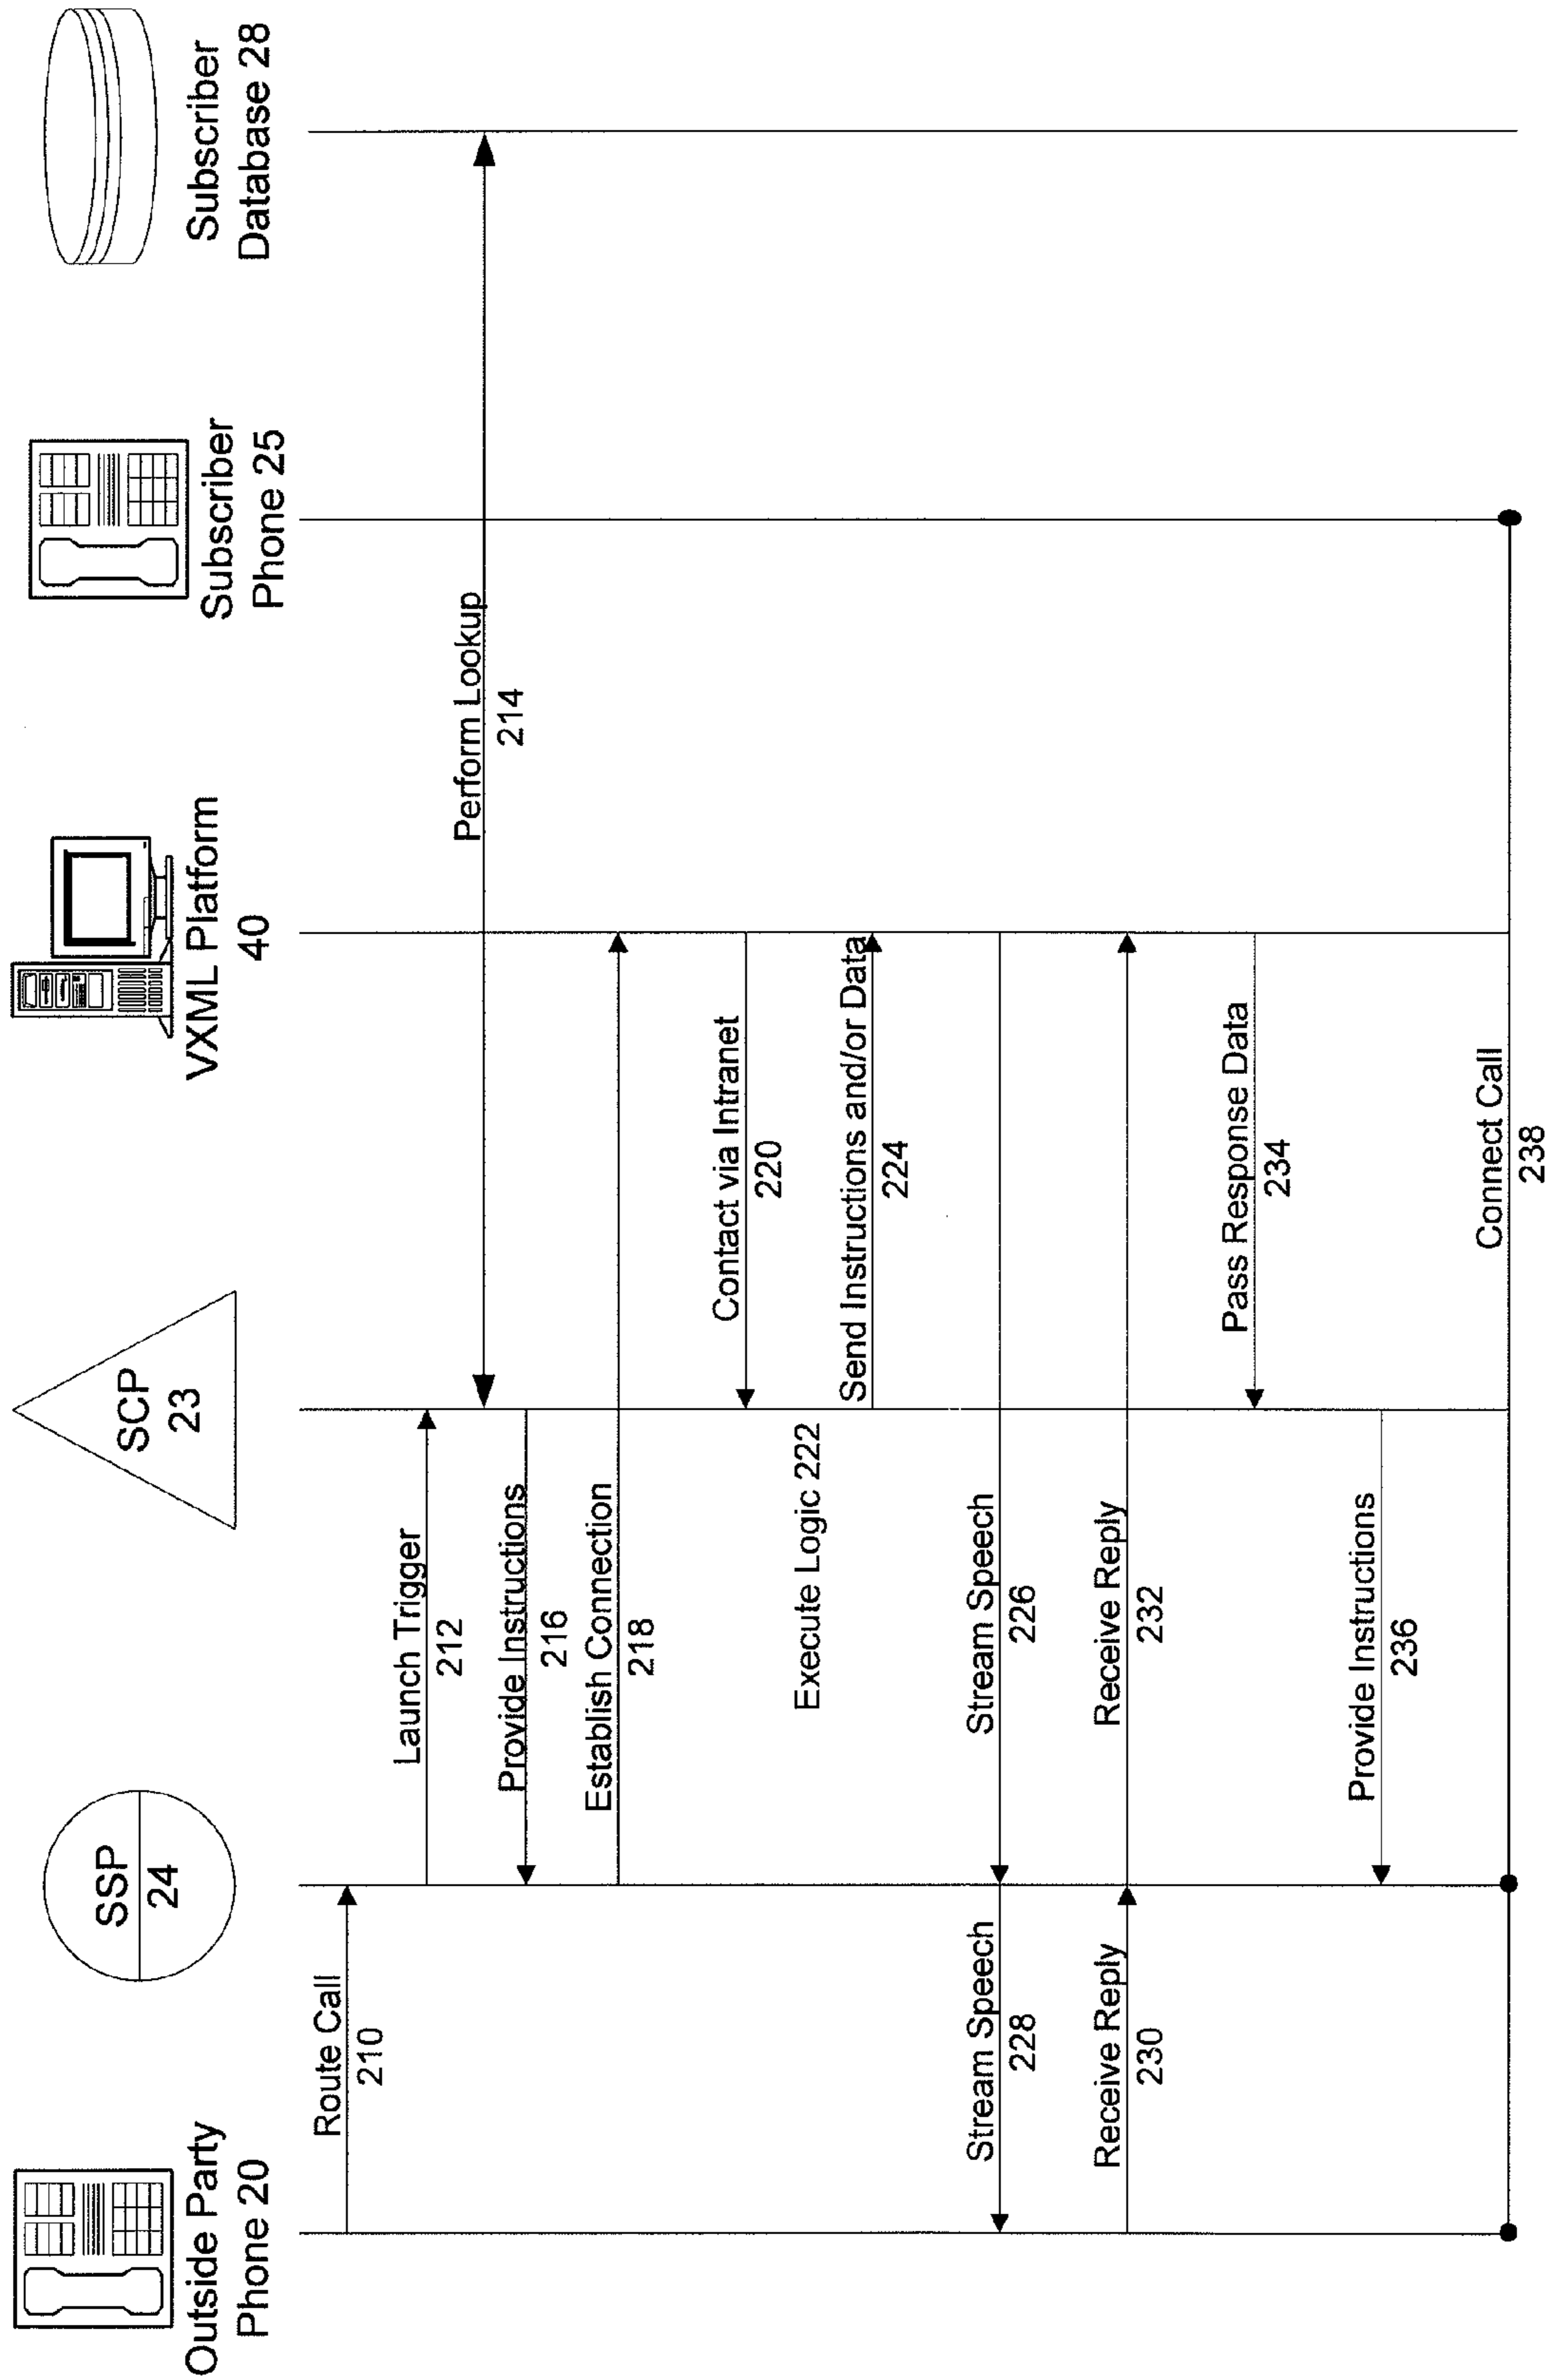 Outside Party
Phone 20
SSP
24
SCP
23
VXML Platform
40
Subscriber
Phone 25
Subscriber
Database 28
Route Call
210
Launch Trigger
212
Perform Lookup
214
Provide Instructions
216
Establish Connection
218
Contact via Intranet
220
Execute Logic 222
Send Instructions and/or Data
224
Stream Speech
226
Stream Speech
228
Receive Reply
230
Receive Reply
232
Pass Response Data
234
Provide Instructions
236
Connect Call
238